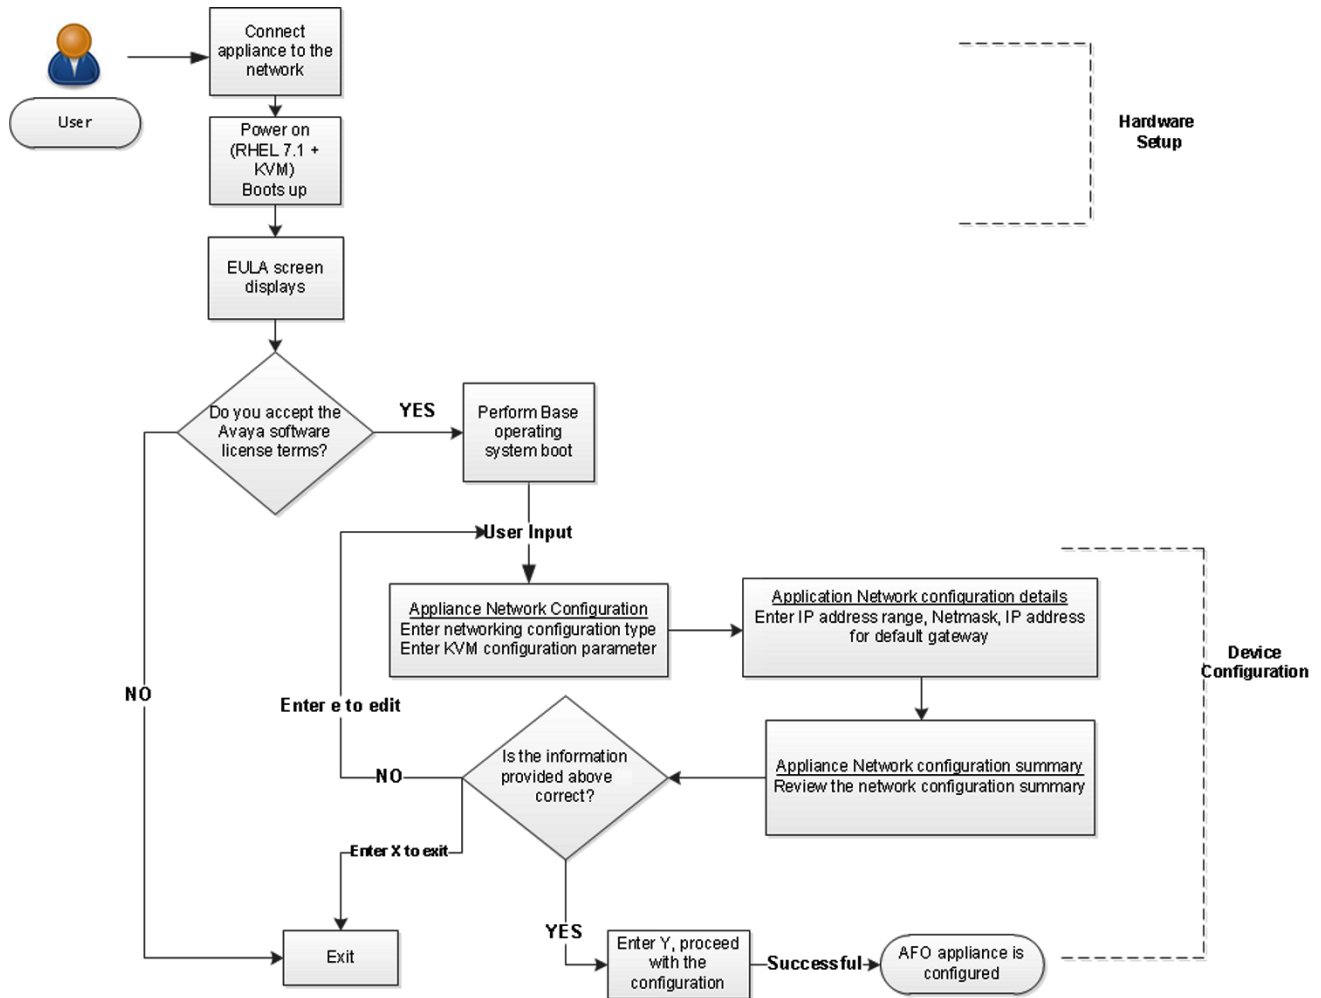 Connect
appliance to the
network
User
Hardware
Setup
Power on
(RHEL 7.1 +
KVM)
Boots up
EULA screen
displays
Do you accept the
Avaya software
license terms?
YES
Perform Base
operating
system boot
User Input
Appliance Network Configuration
Enter networking configuration type
Enter KVM configuration parameter
Application Network configuration details
Enter IP address range, Netmask, IP address
for default gateway
Device
Configuration
NO
Enter e to edit
Is the information
provided above
correct?
NO
Appliance Network configuration summary
Review the network configuration summary
Enter X to exit
YES
Exit
Enter Y, proceed
with the
configuration
Successful
AFO appliance is
configured